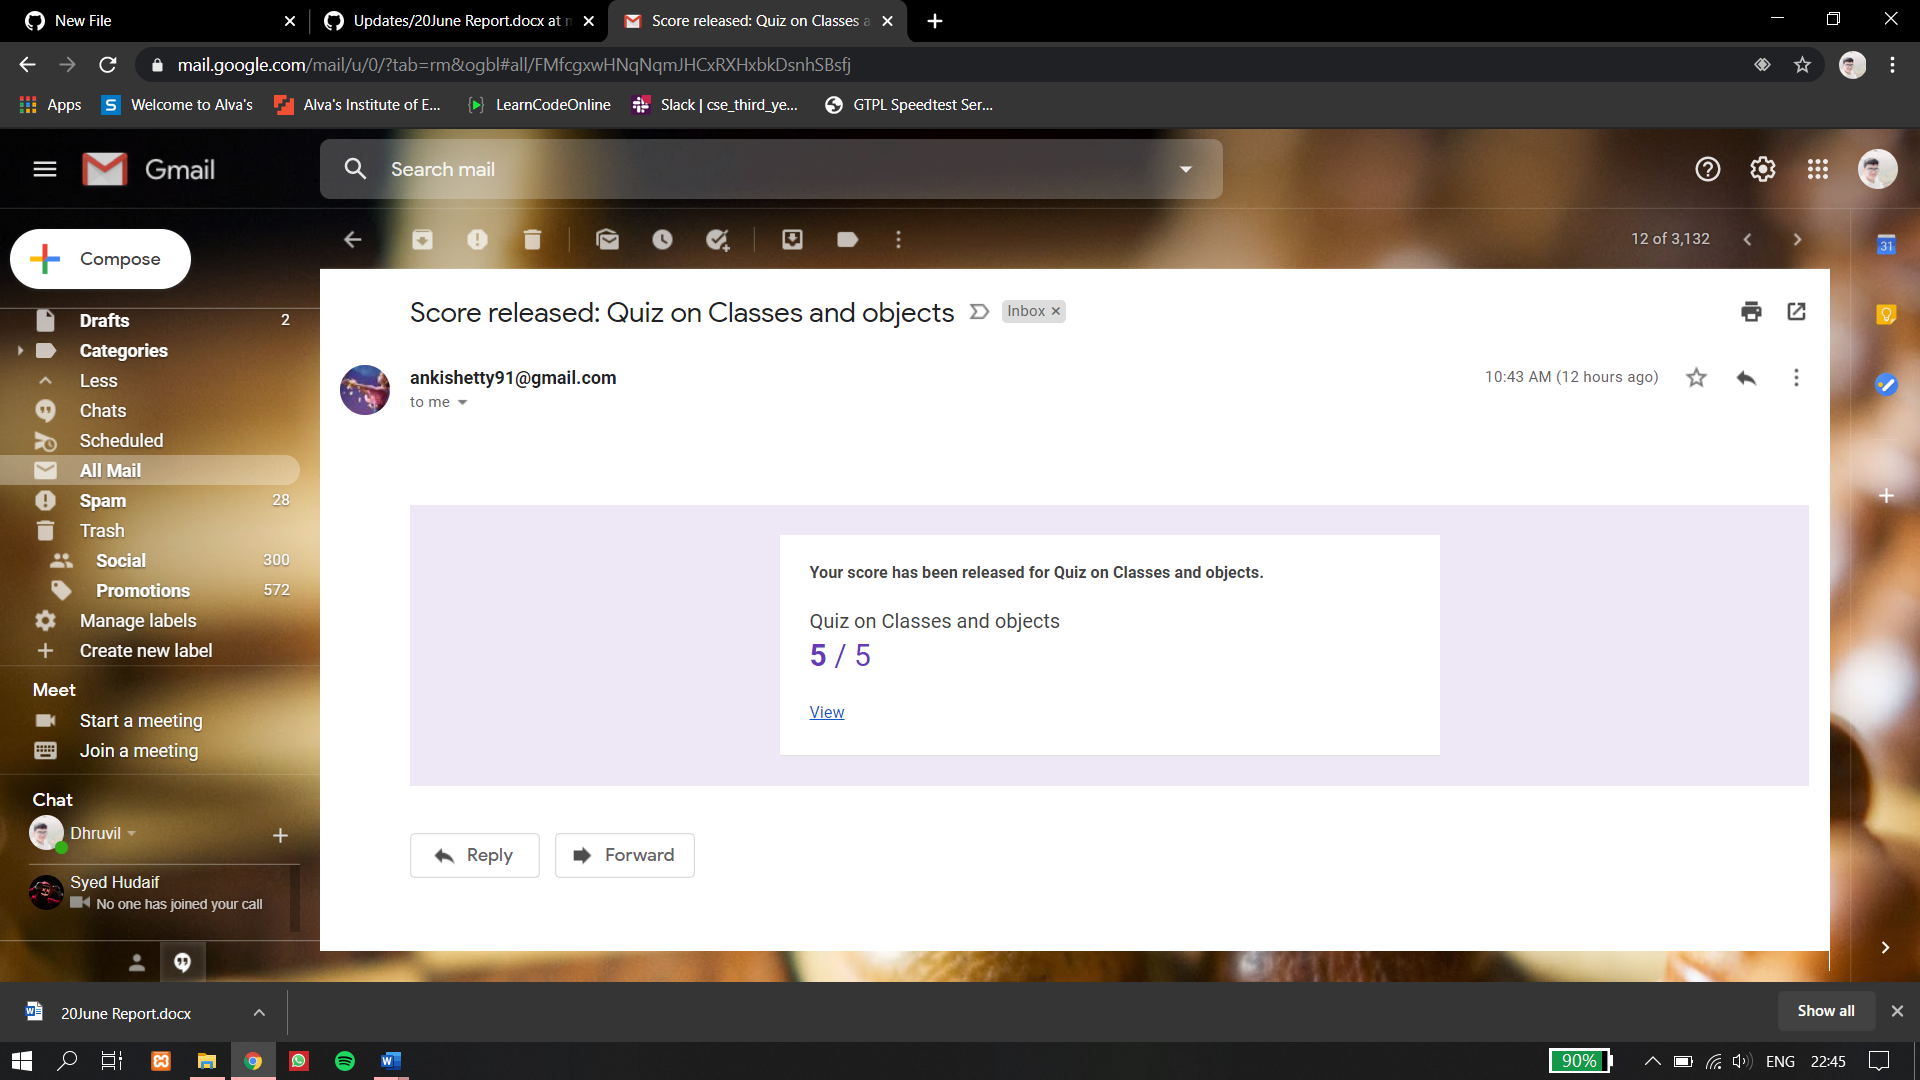 New File
Updates/20June Report.docx at m
Score released: Quiz on Classes a
mail.google.com/mail/u/0/?tab=rm&ogbl#all/FMfcgxwHNqNqmJHCxRXHxbkDsnhSBsfj
Apps
Welcome to Alva's
Alva's Institute of E...
LearnCodeOnline
Slack | cse_third_ye...
GTPL Speedtest Ser...
Gmail
Search mail
Compose
12 of 3,132
31
Drafts 2
Categories
Less
Chats
Scheduled
All Mail
Spam 28
Trash
Social 300
Promotions 572
Manage labels
Create new label
Meet
Start a meeting
Join a meeting
Chat
Dhruvil
Syed Hudaif
No one has joined your call
Score released: Quiz on Classes and objects
Inbox ×
ankishetty91@gmail.com
10:43 AM (12 hours ago)
to me
Your score has been released for Quiz on Classes and objects.
Quiz on Classes and objects
5 / 5
View
Reply
Forward
20June Report.docx
Show all
90%
ENG
22:45